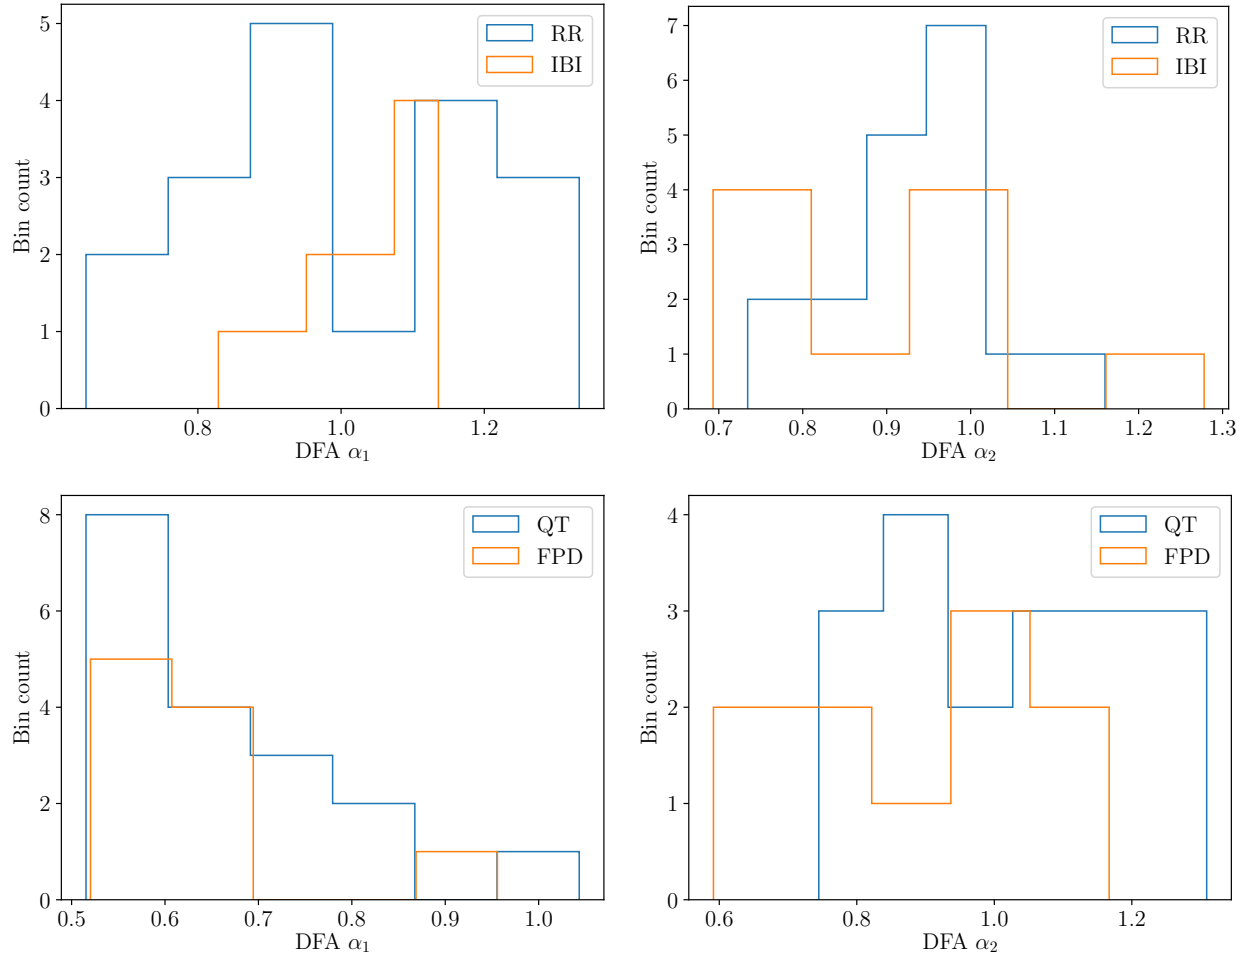 5
4
3
2
1
0
Bin count
0.8 1.0 1.2
DFA α₁
RR
IBI
7
6
5
4
3
2
1
0
Bin count
0.7 0.8 0.9 1.0 1.1 1.2 1.3
DFA α₂
RR
IBI
8
6
4
2
0
Bin count
0.5 0.6 0.7 0.8 0.9 1.0
DFA α₁
QT
FPD
4
3
2
1
0
Bin count
0.6 0.8 1.0 1.2
DFA α₂
QT
FPD